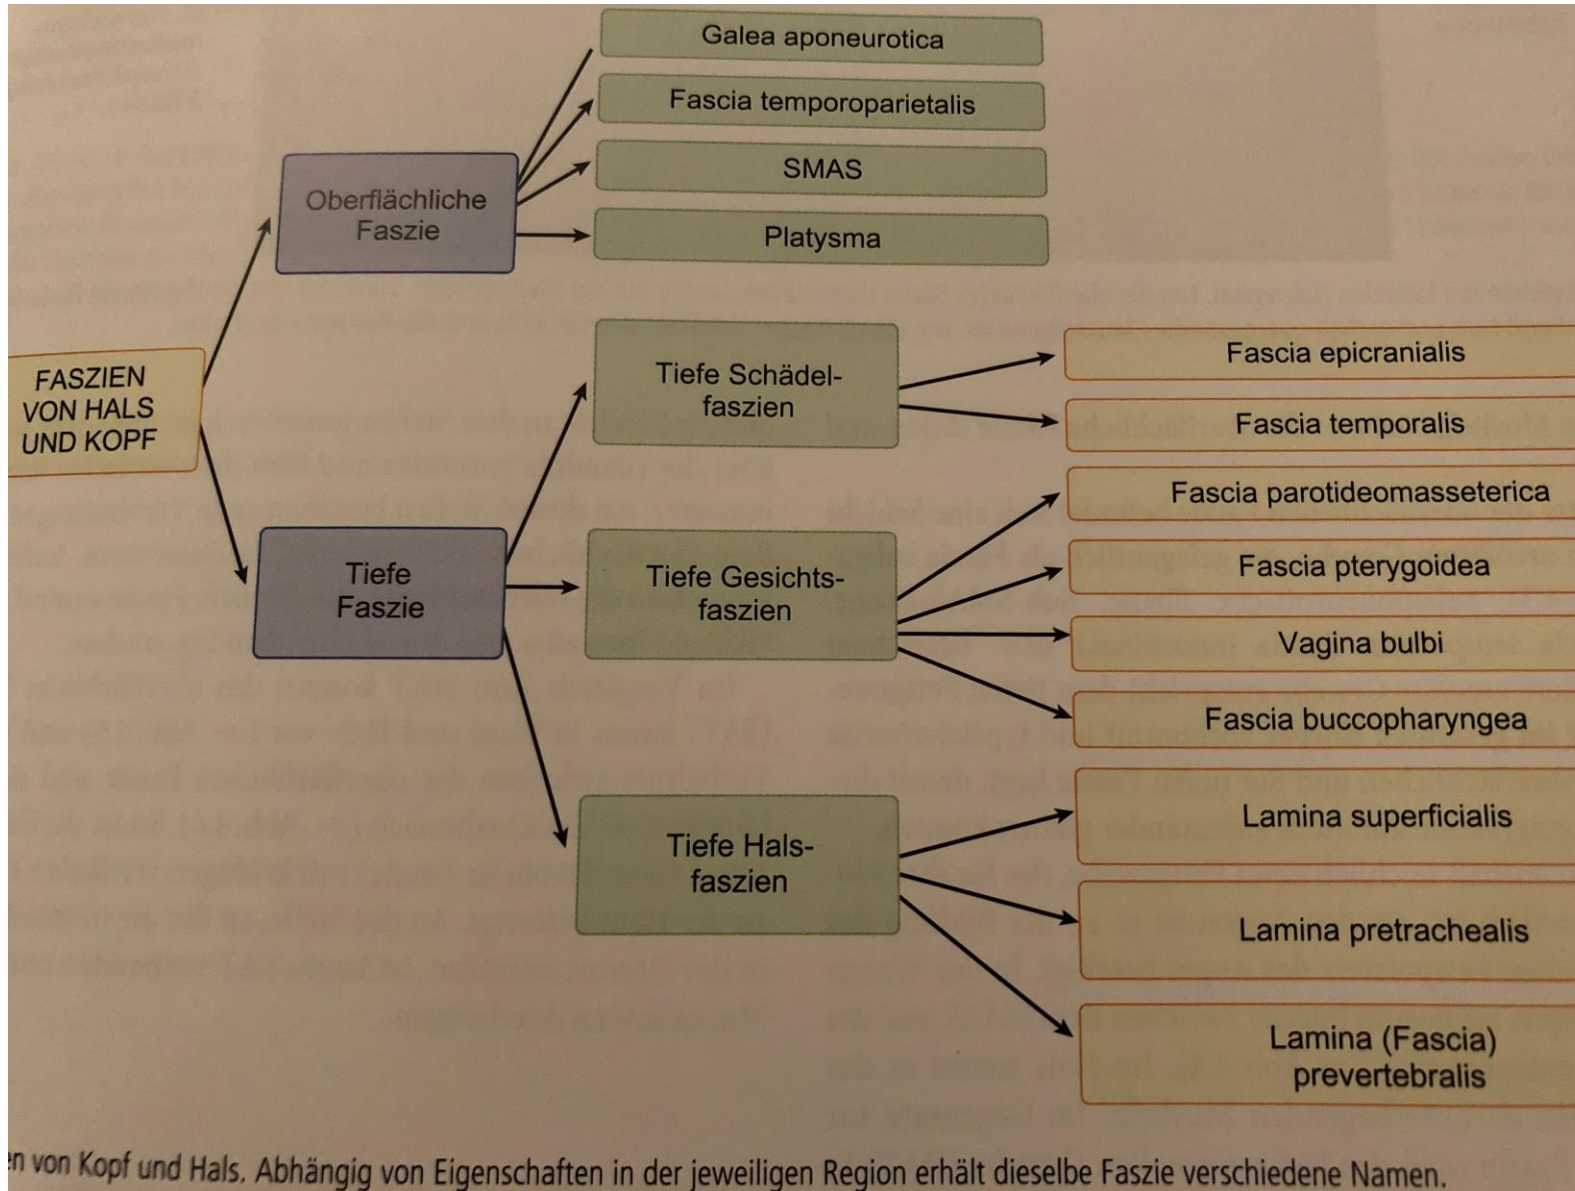 Galea aponeurotica
Fascia temporoparietalis
SMAS
Platysma
Oberflächliche
Faszie
FASZIEN
VON HALS
UND KOPF
Tiefe
Faszie
Tiefe Schädel-
faszien
Fascia epicranialis
Fascia temporalis
Tiefe Gesichts-
faszien
Fascia parotideomasseterica
Fascia pterygoidea
Vagina bulbi
Fascia buccopharyngea
Tiefe Hals-
faszien
Lamina superficialis
Lamina pretrachealis
Lamina (Fascia)
prevertebralis
von Kopf und Hals. Abhängig von Eigenschaften in der jeweiligen Region erhält dieselbe Faszie verschiedene Namen.